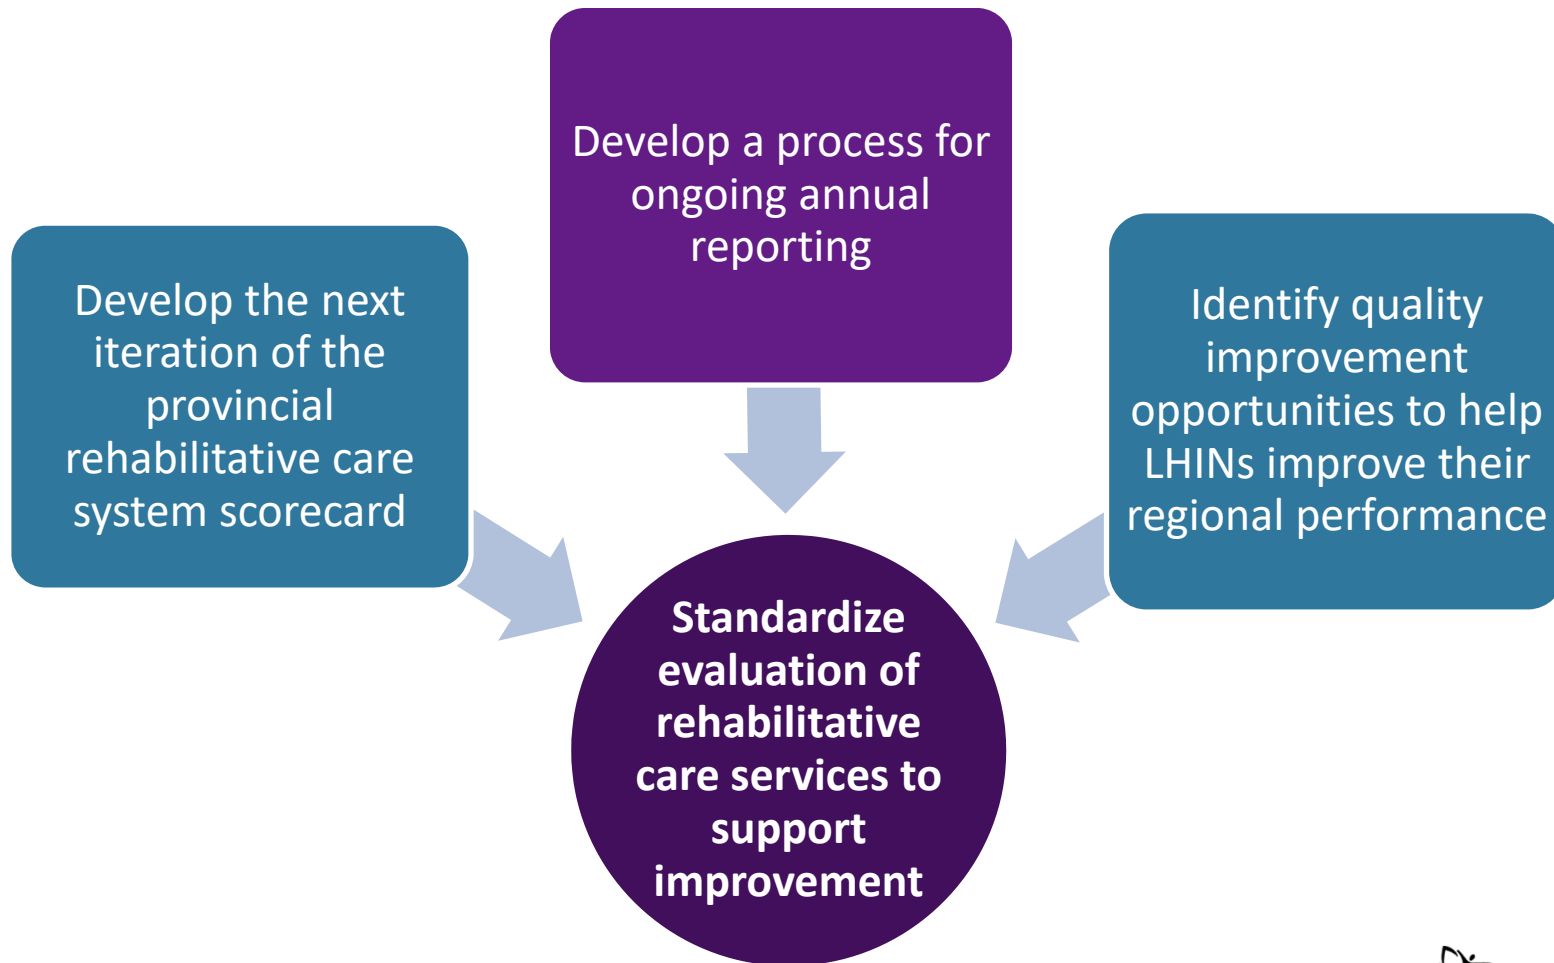 Develop a process for
ongoing annual
reporting
Develop the next
iteration of the
provincial
rehabilitative care
system scorecard
Identify quality
improvement
opportunities to help
LHINs improve their
regional performance
Standardize
evaluation of
rehabilitative
care services to
support
improvement